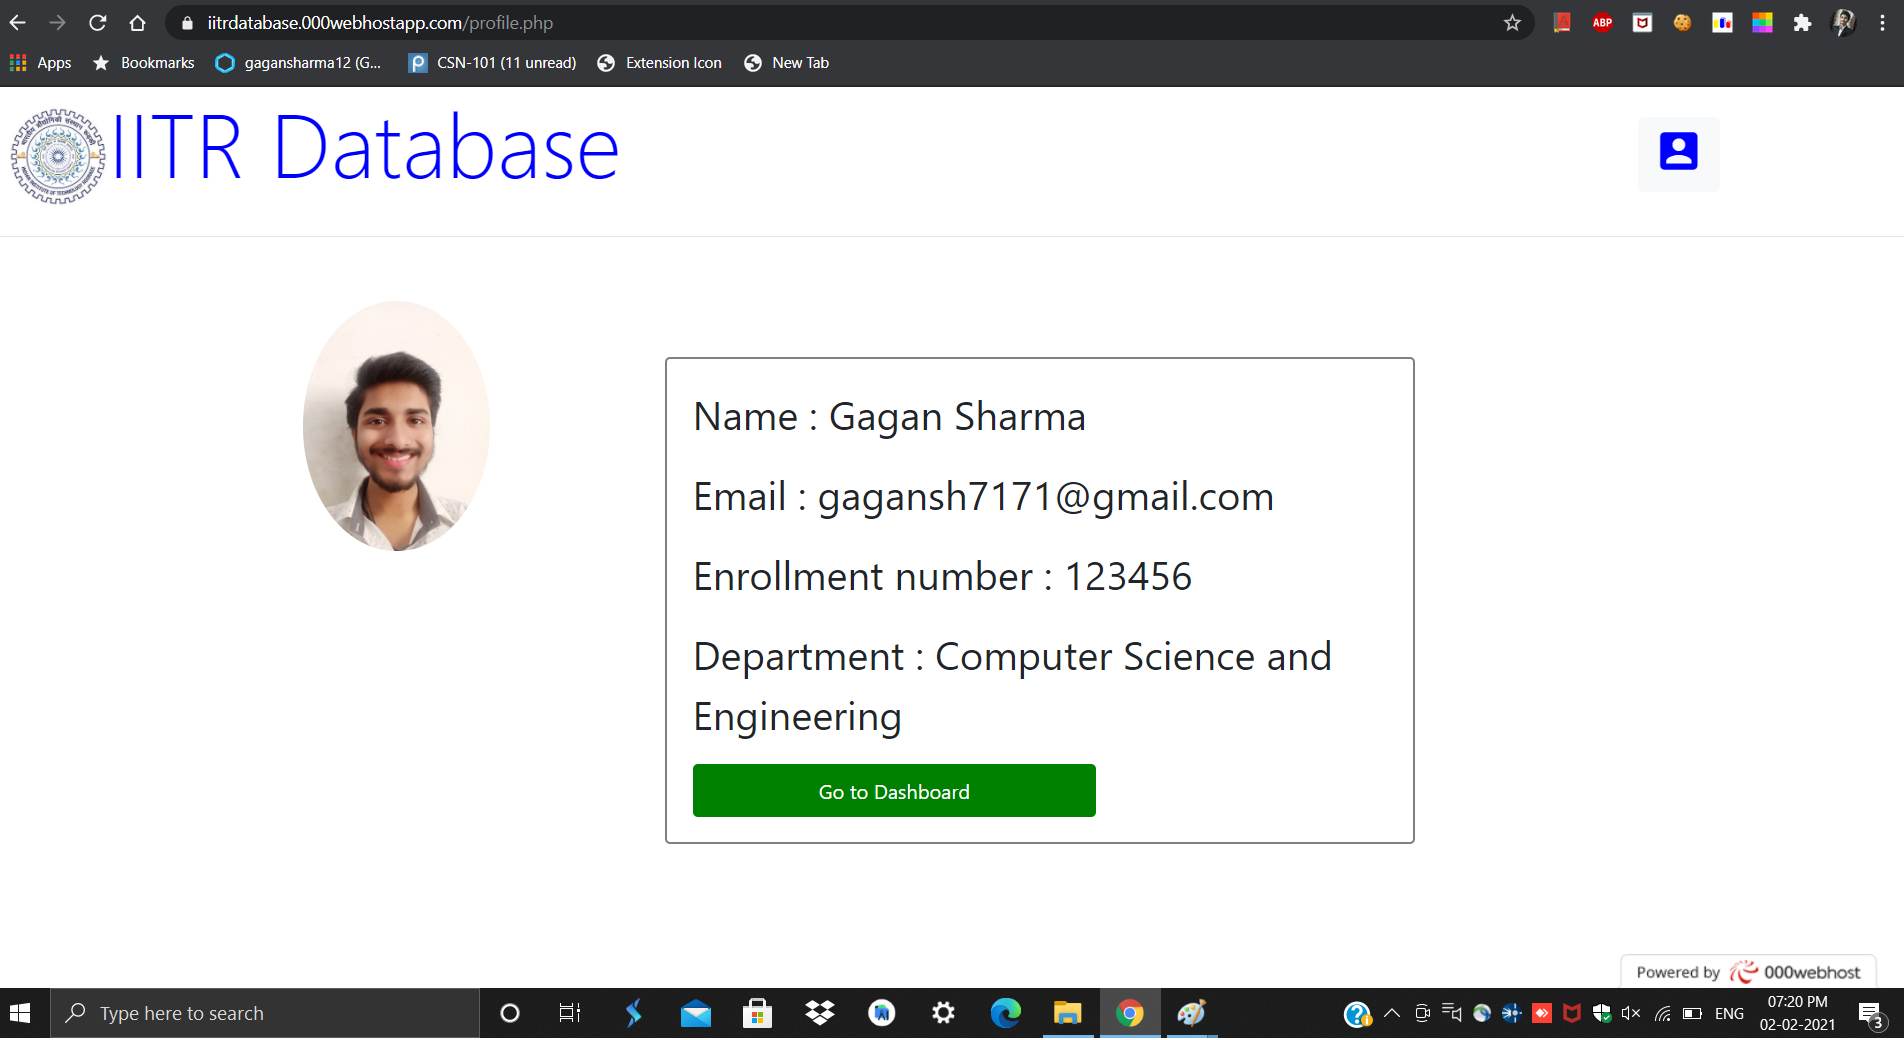 iitrdatabase.000webhostapp.com/profile.php
ABP
Apps
Bookmarks
gagansharma12 (G...
CSN-101 (11 unread)
Extension Icon
New Tab
IITR Database
Name : Gagan Sharma
Email : gagansh7171@gmail.com
Enrollment number : 123456
Department : Computer Science and
Engineering
Go to Dashboard
Powered by 000webhost
Type here to search
ENG
07:20 PM
02-02-2021
3